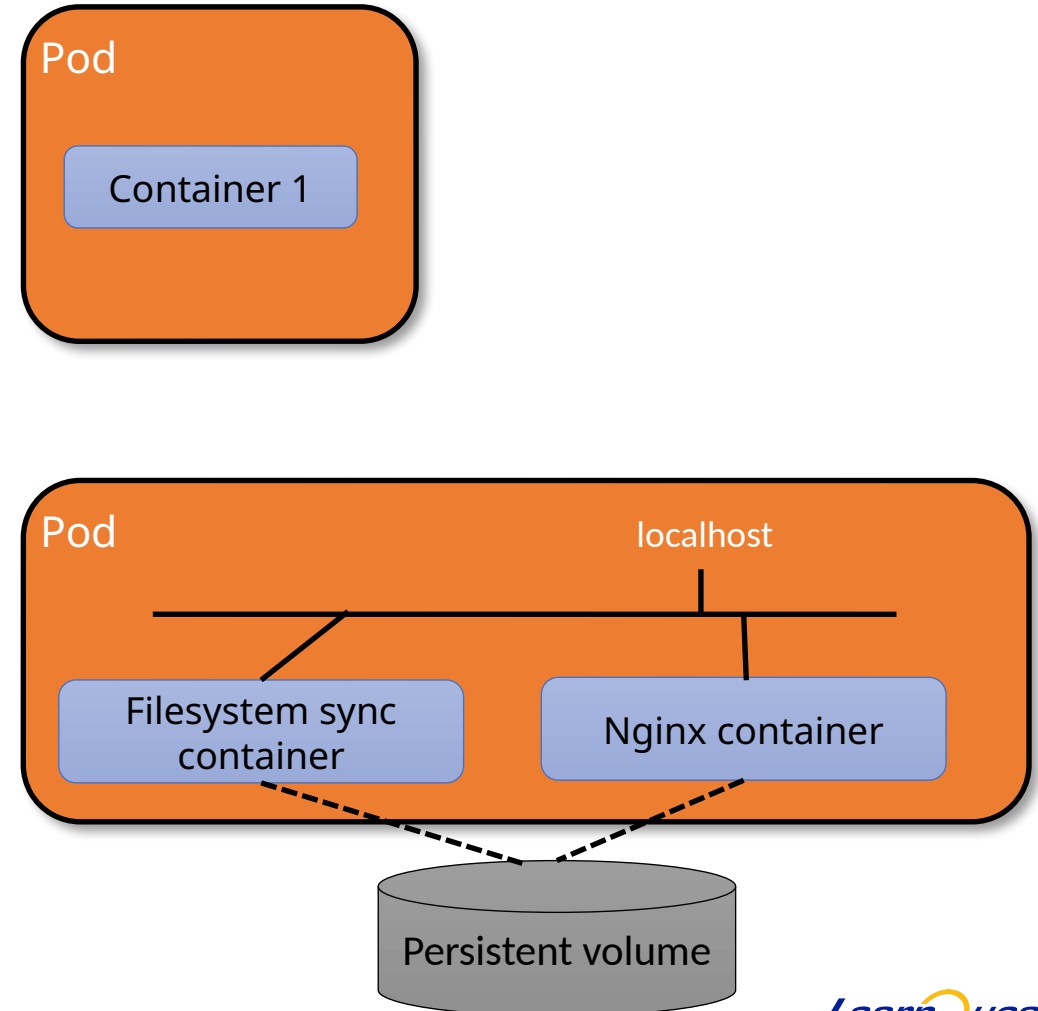 Pod
Container 1
Pod
localhost
Filesystem sync
container
Nginx container
Persistent volume